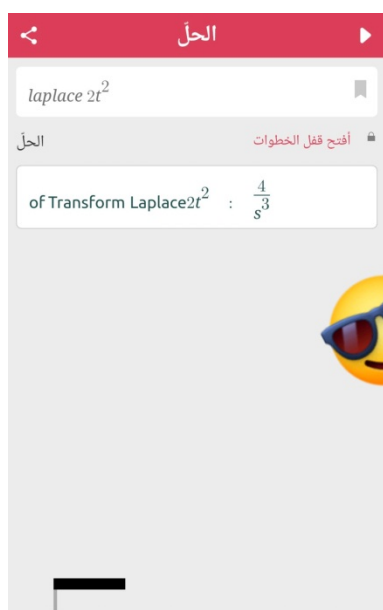 الحلّ
laplace 2t²
الحلّ أفتح قفل الخطوات
of Transform Laplace2t² : 4/s³